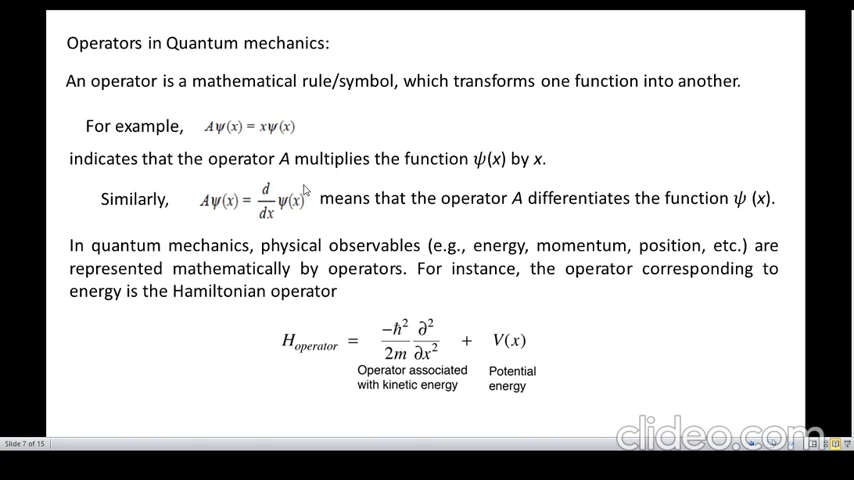 Operators in Quantum mechanics:
An operator is a mathematical rule/symbol, which transforms one function into another.
For example, Aψ(x) = xψ(x)
indicates that the operator A multiplies the function ψ(x) by x.
Similarly, Aψ(x) = d/dx ψ(x) means that the operator A differentiates the function ψ (x).
In quantum mechanics, physical observables (e.g., energy, momentum, position, etc.) are
represented mathematically by operators. For instance, the operator corresponding to
energy is the Hamiltonian operator
H_operator = −ħ²/2m ∂²/∂x² + V(x)
Operator associated Potential
with kinetic energy energy
Slide 7 of 15
clideo.com